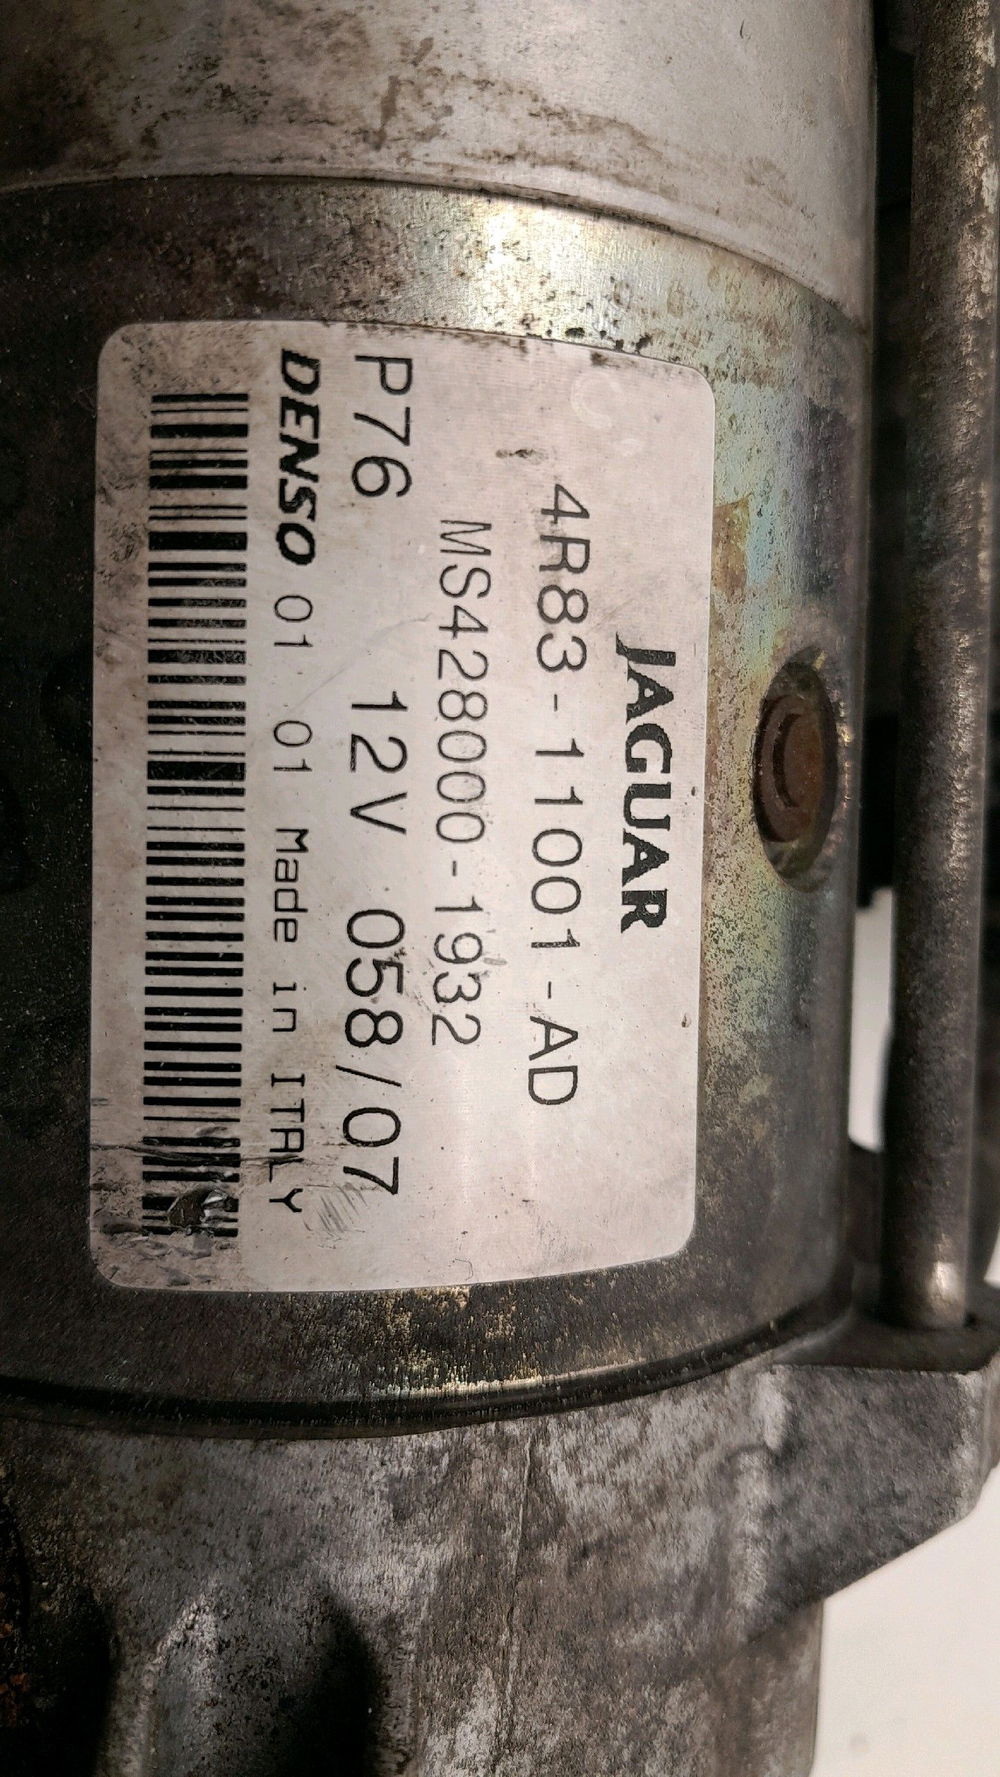 JAGUAR
4R83-11001-AD
MS428000-1932
P76 12V 058/07
DENSO 01 01 Made in ITALY